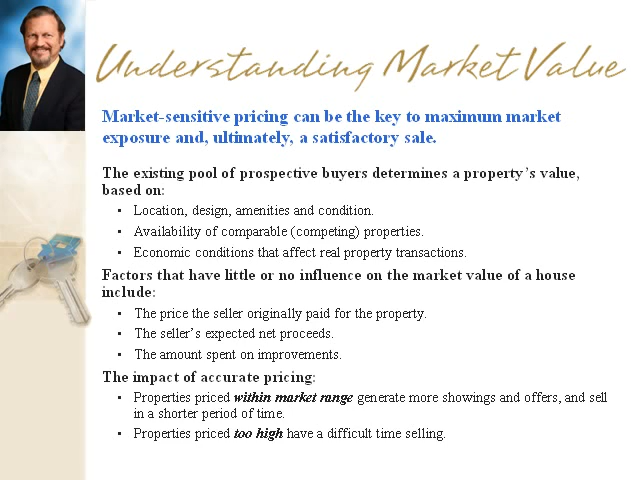 Understanding Market Value
Market-sensitive pricing can be the key to maximum market
exposure and, ultimately, a satisfactory sale.
The existing pool of prospective buyers determines a property’s value,
based on:
• Location, design, amenities and condition.
• Availability of comparable (competing) properties.
• Economic conditions that affect real property transactions.
Factors that have little or no influence on the market value of a house
include:
• The price the seller originally paid for the property.
• The seller’s expected net proceeds.
• The amount spent on improvements.
The impact of accurate pricing:
• Properties priced within market range generate more showings and offers, and sell
in a shorter period of time.
• Properties priced too high have a difficult time selling.